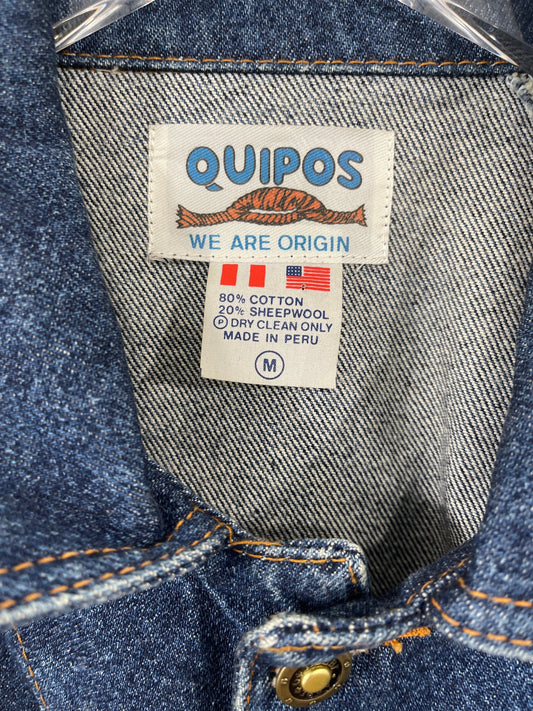 QUIPOS
WE ARE ORIGIN
80% COTTON
20% SHEEPWOOL
Ⓟ DRY CLEAN ONLY
MADE IN PERU
M